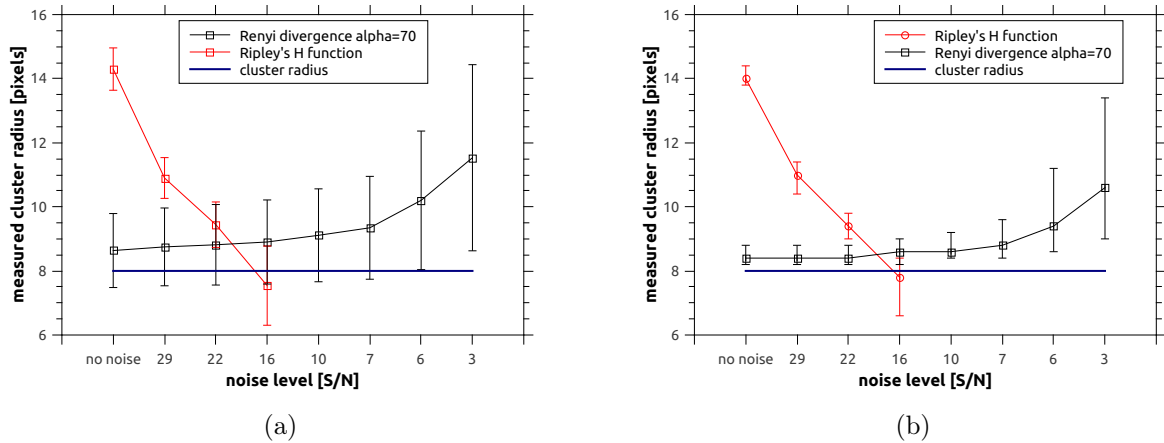 16
14
12
10
8
6
measured cluster radius [pixels]
Renyi divergence alpha=70
Ripley's H function
cluster radius
no noise 29 22 16 10 7 6 3
noise level [S/N]
(a)
16
14
12
10
8
6
measured cluster radius [pixels]
Ripley's H function
Renyi divergence alpha=70
cluster radius
no noise 29 22 16 10 7 6 3
noise level [S/N]
(b)